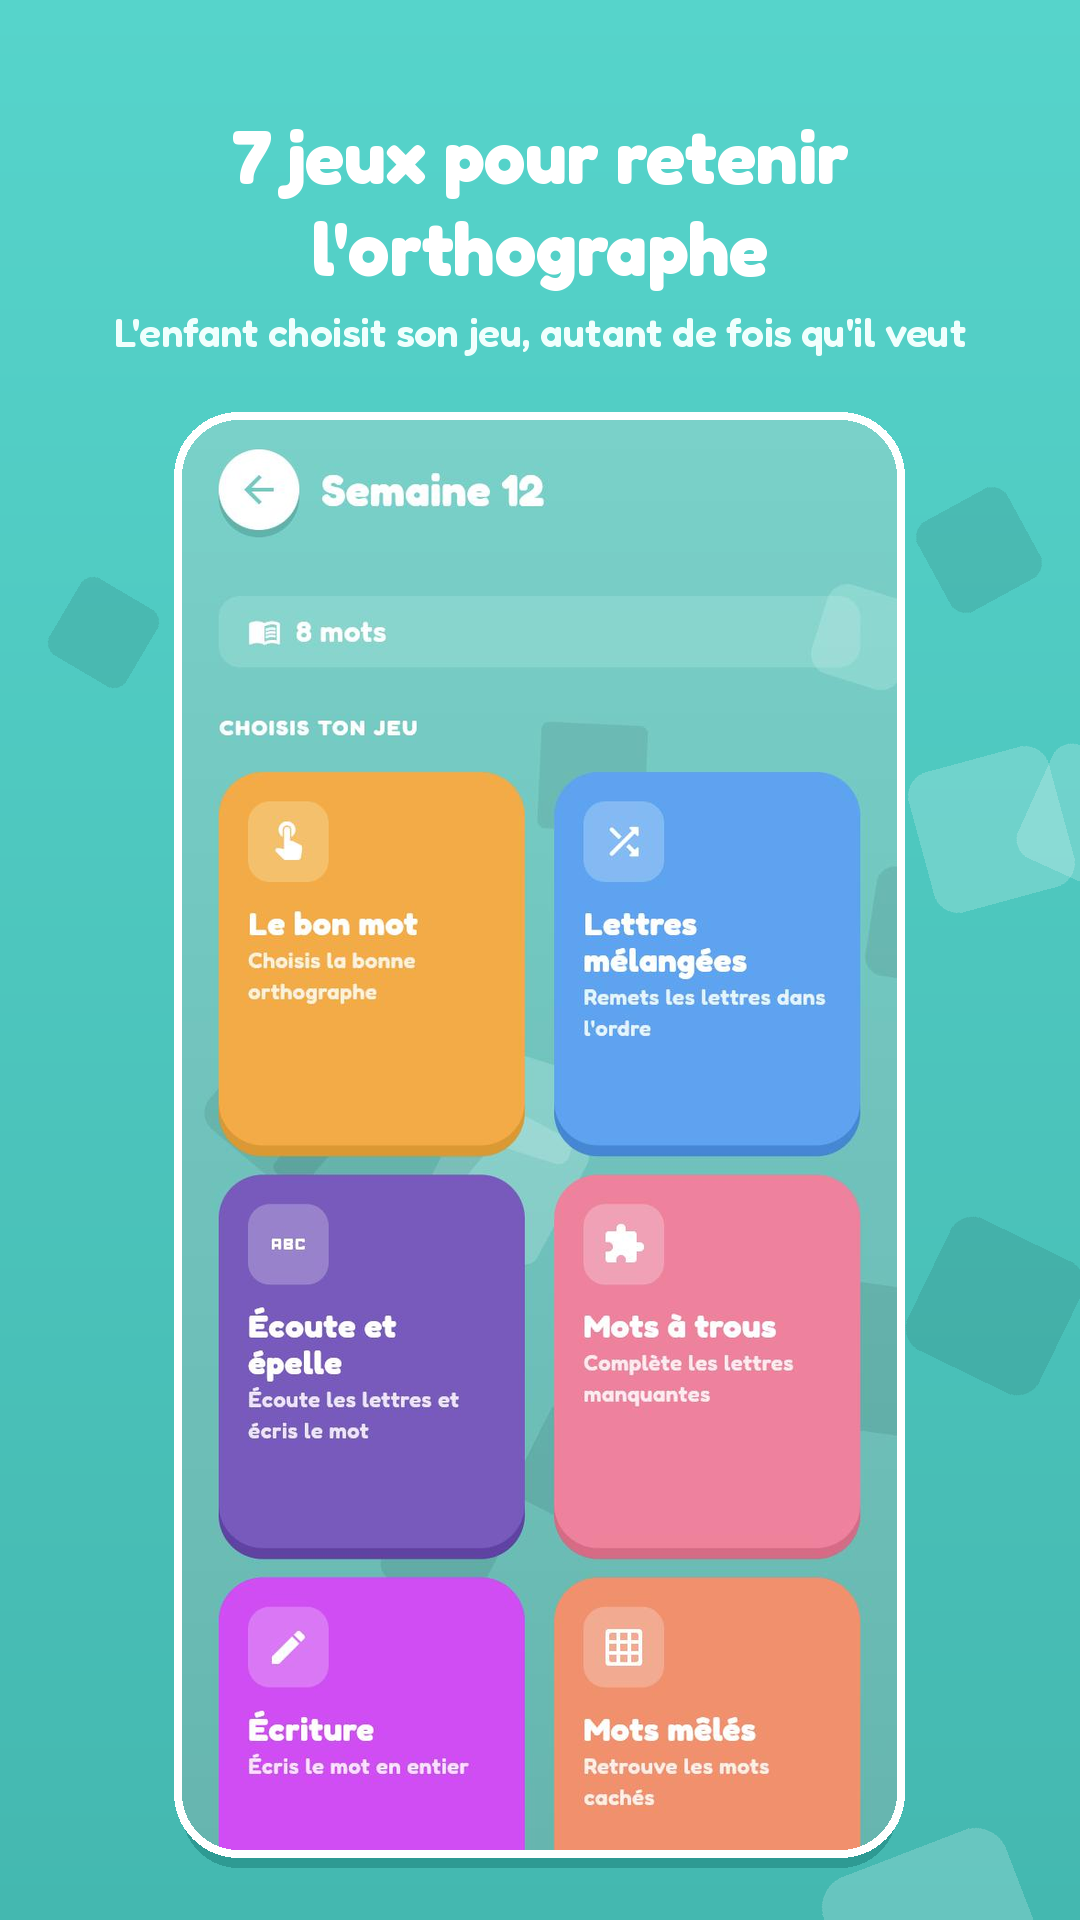 7 jeux pour retenir
l'orthographe
L'enfant choisit son jeu, autant de fois qu'il veut
Semaine 12
8 mots
CHOISIS TON JEU
Le bon mot
Choisis la bonne
orthographe
Lettres
mélangées
Remets les lettres dans
l'ordre
ABC
Écoute et
épelle
Écoute les lettres et
écris le mot
Mots à trous
Complète les lettres
manquantes
Écriture
Écris le mot en entier
Mots mêlés
Retrouve les mots
cachés